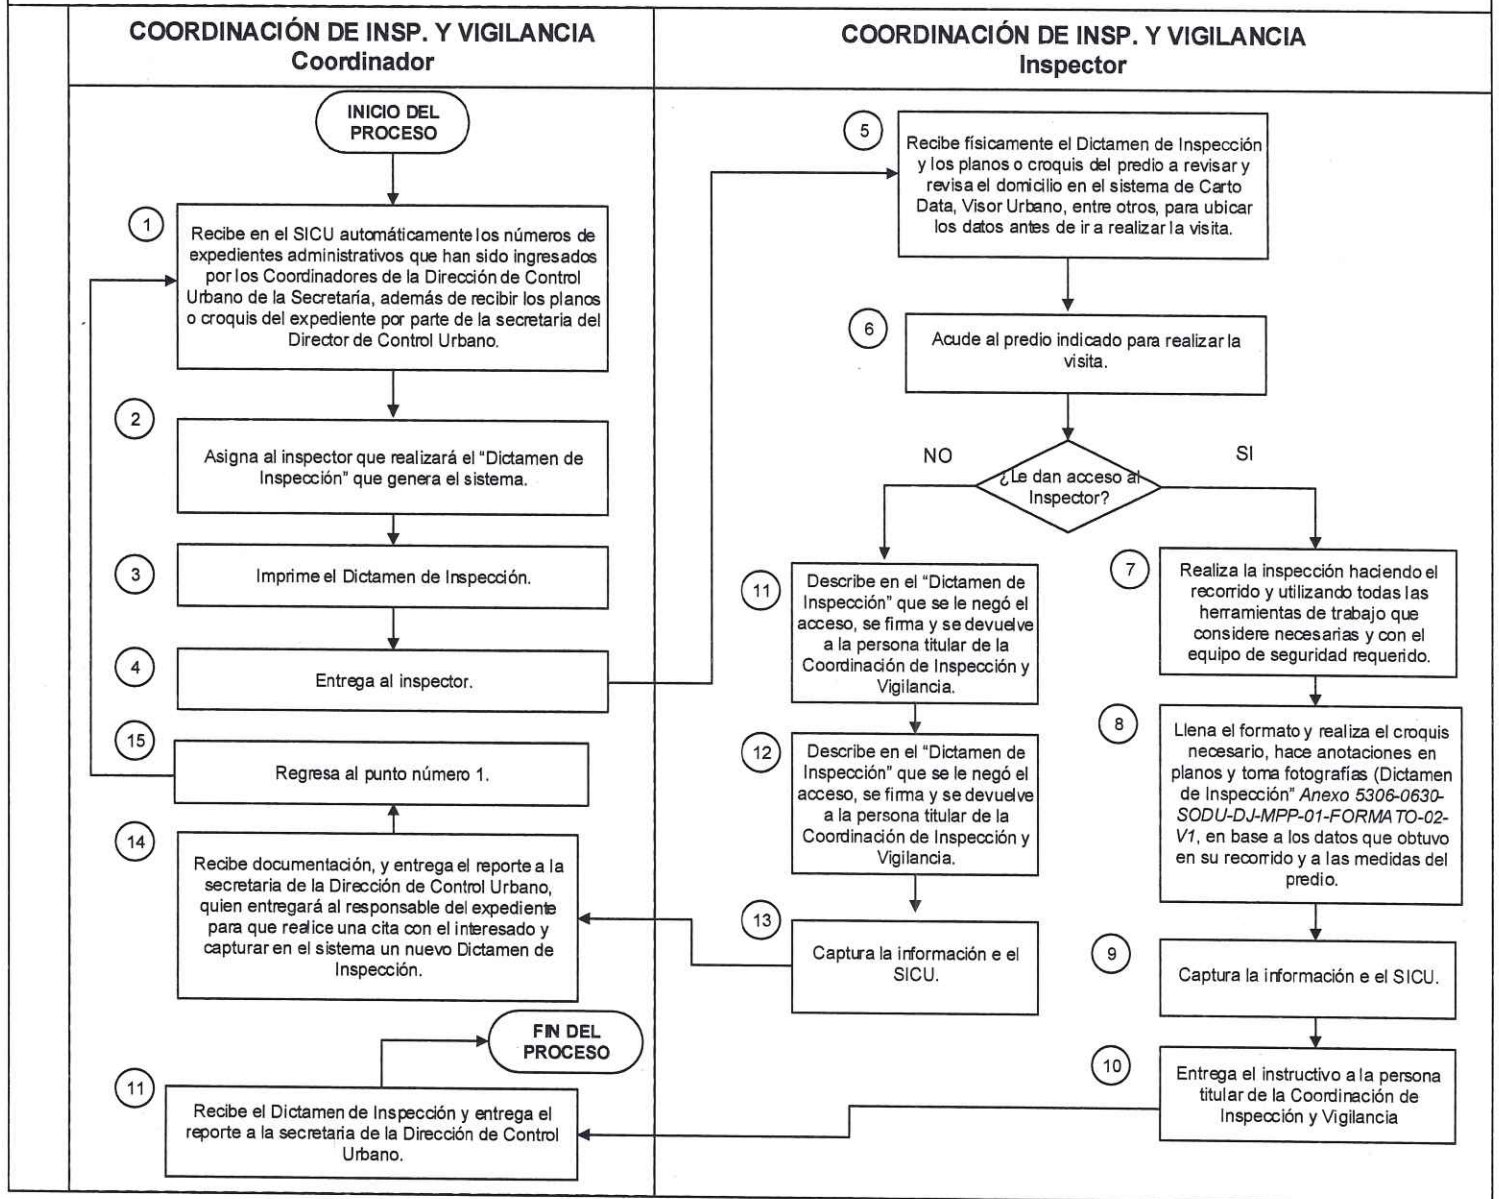 COORDINACIÓN DE INSP. Y VIGILANCIA
Coordinador
COORDINACIÓN DE INSP. Y VIGILANCIA
Inspector
INICIO DEL
PROCESO
1
Recibe en el SICU automáticamente los números de
expedientes administrativos que han sido ingresados
por los Coordinadores de la Dirección de Control
Urbano de la Secretaría, además de recibir los planos
o croquis del expediente por parte de la secretaria del
Director de Control Urbano.
2
Asigna al inspector que realizará el “Dictamen de
Inspección” que genera el sistema.
3
Imprime el Dictamen de Inspección.
4
Entrega al inspector.
15
Regresa al punto número 1.
14
Recibe documentación, y entrega el reporte a la
secretaria de la Dirección de Control Urbano,
quien entregará al responsable del expediente
para que realice una cita con el interesado y
capturar en el sistema un nuevo Dictamen de
Inspección.
FIN DEL
PROCESO
11
Recibe el Dictamen de Inspección y entrega el
reporte a la secretaria de la Dirección de Control
Urbano.
5
Recibe físicamente el Dictamen de Inspección
y los planos o croquis del predio a revisar y
revisa el domicilio en el sistema de Carto
Data, Visor Urbano, entre otros, para ubicar
los datos antes de ir a realizar la visita.
6
Acude al predio indicado para realizar la
visita.
NO
SI
¿Le dan acceso al
Inspector?
11
Describe en el “Dictamen de
Inspección” que se le negó el
acceso, se firma y se devuelve
a la persona titular de la
Coordinación de Inspección y
Vigilancia.
12
Describe en el “Dictamen de
Inspección” que se le negó el
acceso, se firma y se devuelve
a la persona titular de la
Coordinación de Inspección y
Vigilancia.
13
Captura la información e el
SICU.
7
Realiza la inspección haciendo el
recorrido y utilizando todas las
herramientas de trabajo que
considere necesarias y con el
equipo de seguridad requerido.
8
Llena el formato y realiza el croquis
necesario, hace anotaciones en
planos y toma fotografías (Dictamen
de Inspección” Anexo 5306-0630-
SODU-DJ-MPP-01-FORMATO-02-
V1, en base a los datos que obtuvo
en su recorrido y a las medidas del
predio.
9
Captura la información e el SICU.
10
Entrega el instructivo a la persona
titular de la Coordinación de
Inspección y Vigilancia